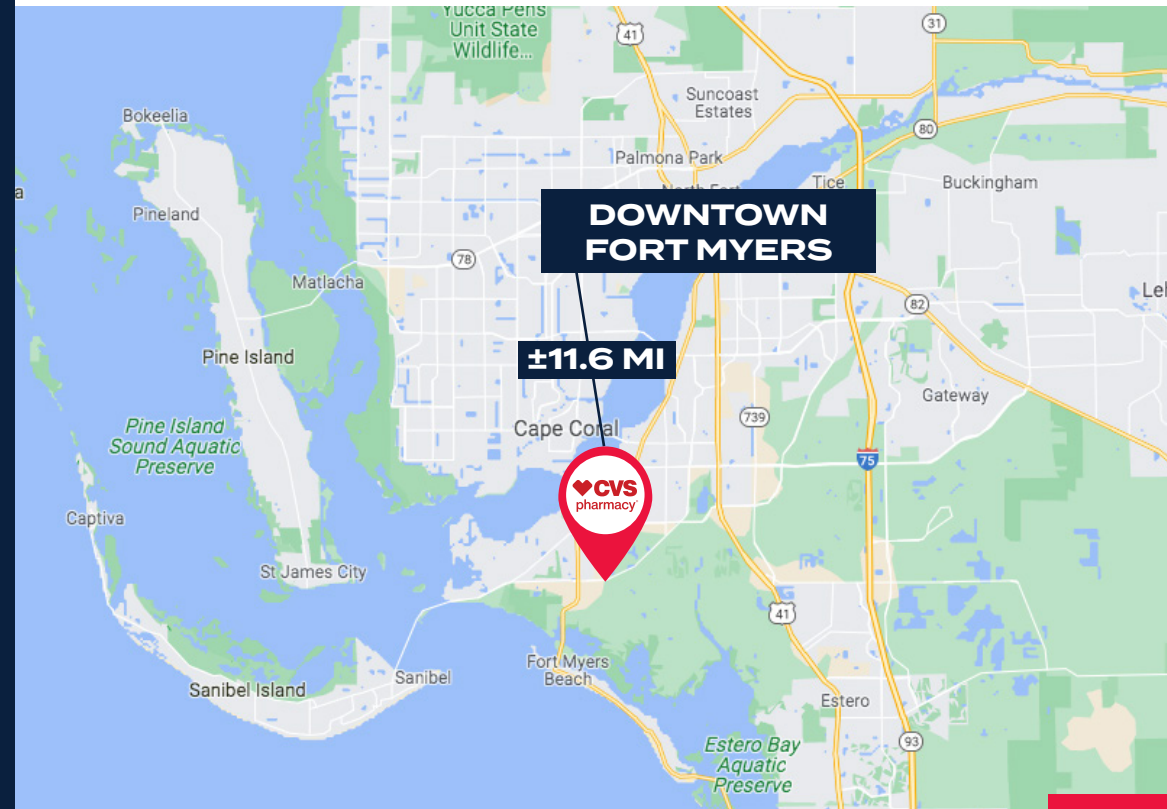 Yucca Pens
Unit State
Wildlife...
41
31
Suncoast
Estates
Bokeelia
80
Palmona Park
Tice
Buckingham
a
North Fort
DOWNTOWN
FORT MYERS
Pineland
78
Matlacha
82
Leh
±11.6 MI
Pine Island
Gateway
739
Pine Island
Sound Aquatic
Preserve
Cape Coral
75
CVS
pharmacy
Captiva
St James City
41
Fort Myers
Beach
Sanibel
Sanibel Island
Estero
93
Estero Bay
Aquatic
Preserve